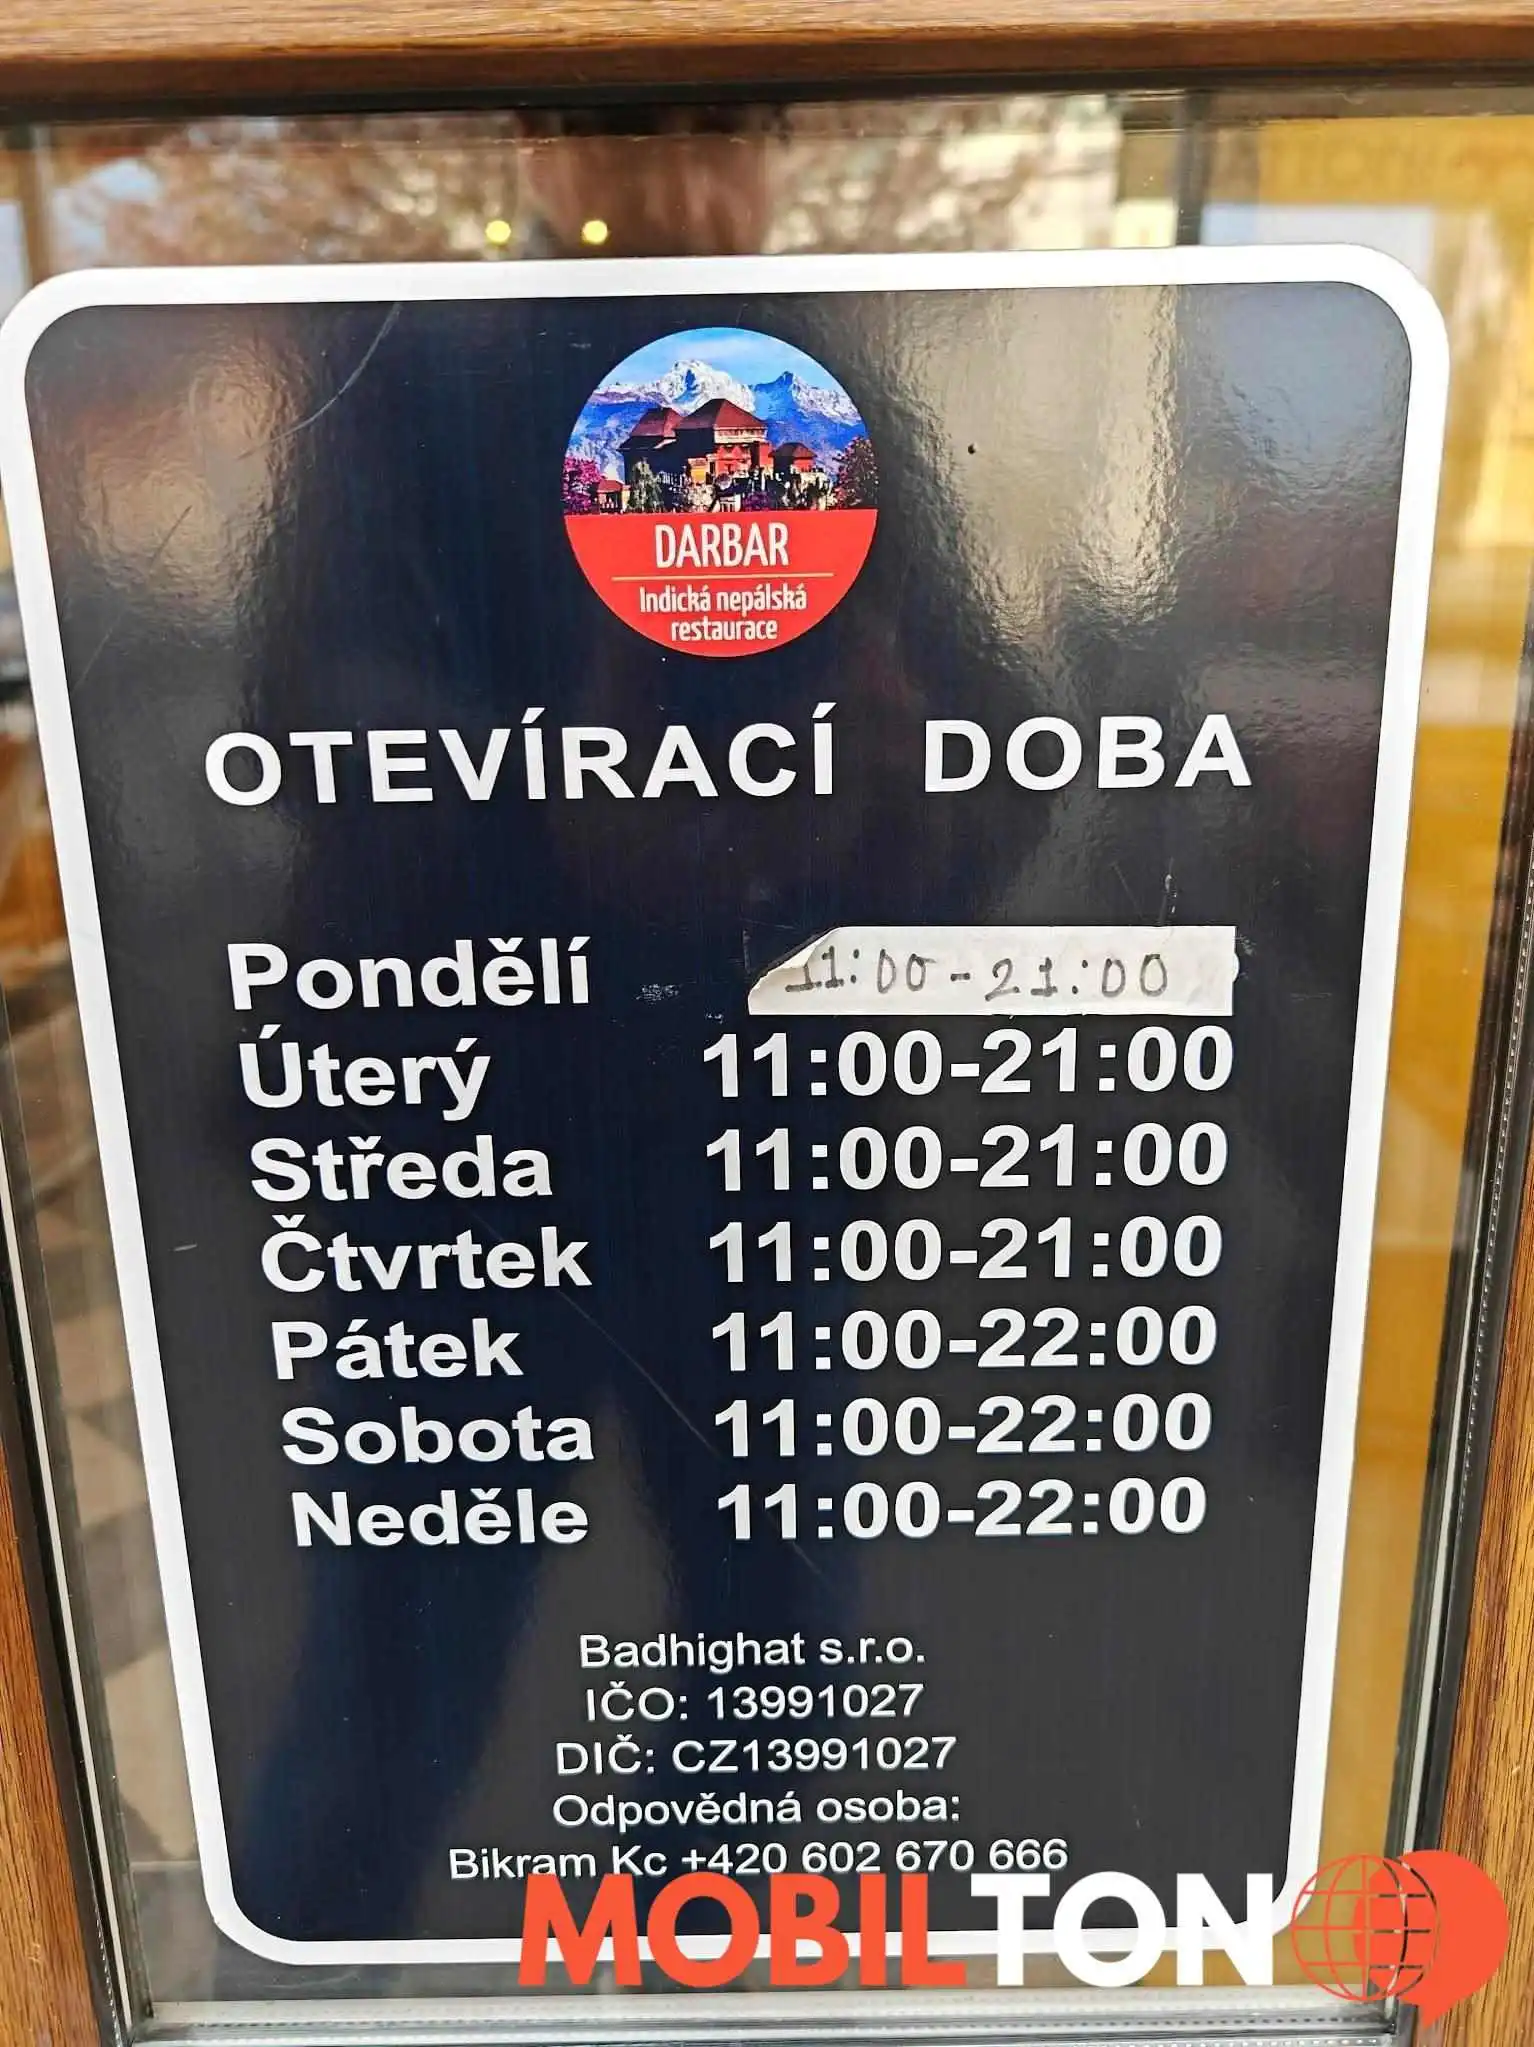 DARBAR
Indická nepálská
restaurace
OTEVÍRACÍ DOBA
Pondělí 11:00-21:00
Úterý 11:00-21:00
Středa 11:00-21:00
Čtvrtek 11:00-21:00
Pátek 11:00-22:00
Sobota 11:00-22:00
Neděle 11:00-22:00
Badhighat s.r.o.
IČO: 13991027
DIČ: CZ13991027
Odpovědná osoba:
Bikram Kc +420 602 670 666
MOBILTON